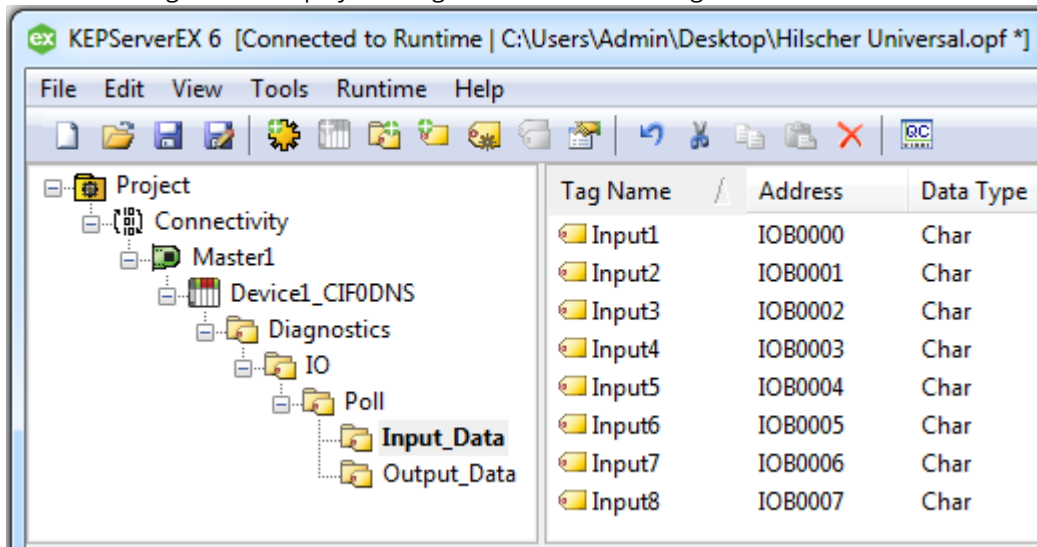 KEPServerEX 6 [Connected to Runtime | C:\Users\Admin\Desktop\Hilscher Universal.opf *]
File Edit View Tools Runtime Help
QC
Project
Connectivity
Master1
Device1_CIF0DNS
Diagnostics
IO
Poll
Input_Data
Output_Data
Tag Name Address Data Type
Input1 IOB0000 Char
Input2 IOB0001 Char
Input3 IOB0002 Char
Input4 IOB0003 Char
Input5 IOB0004 Char
Input6 IOB0005 Char
Input7 IOB0006 Char
Input8 IOB0007 Char